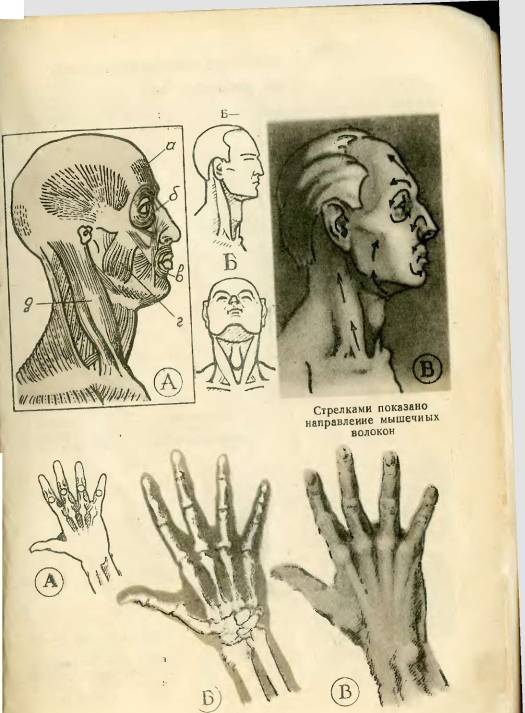 Б—
а
б
в
г
д
А
Б
В
Стрелками показано
направление мышечных
волокон
А
Б
В